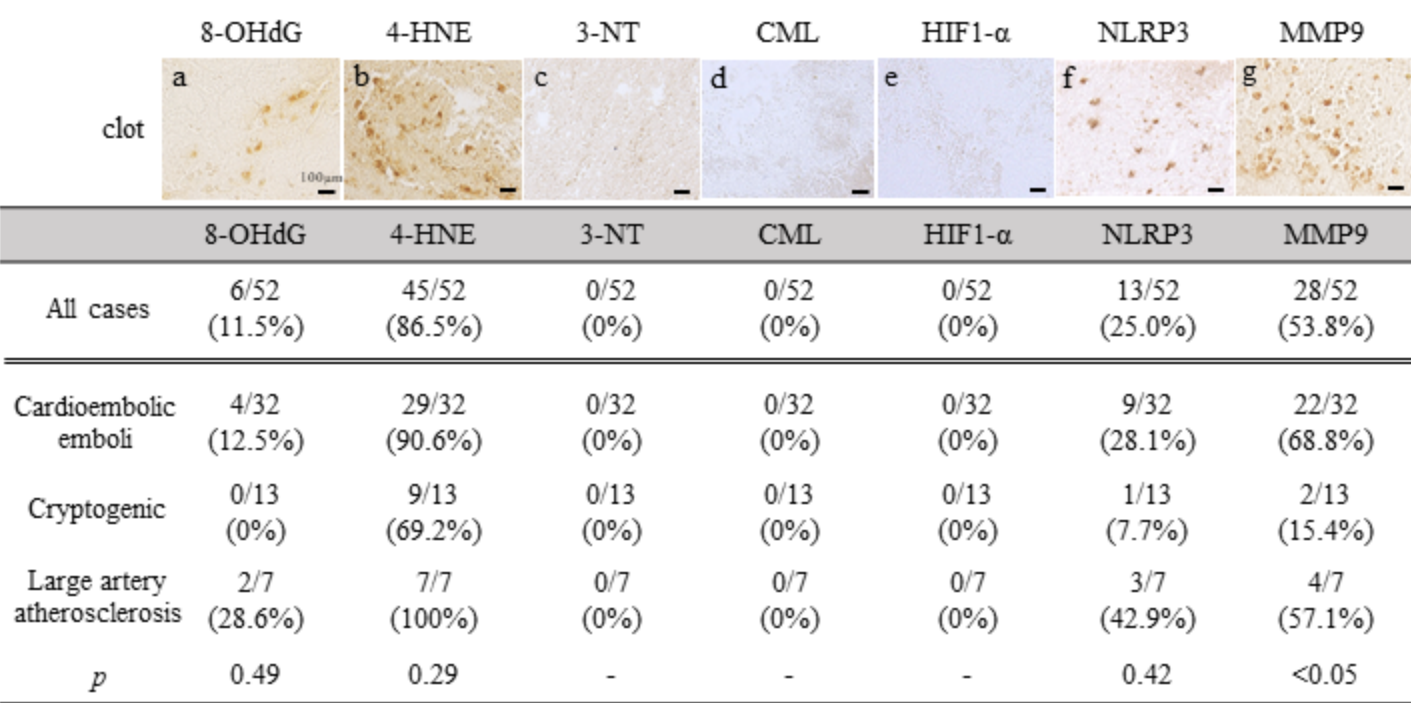 8-OHdG 4-HNE 3-NT CML HIF1-α NLRP3 MMP9
a b c d e f g
clot
100μm
8-OHdG 4-HNE 3-NT CML HIF1-α NLRP3 MMP9
All cases
6/52 45/52 0/52 0/52 0/52 13/52 28/52
(11.5%) (86.5%) (0%) (0%) (0%) (25.0%) (53.8%)
Cardioembolic
emboli
4/32 29/32 0/32 0/32 0/32 9/32 22/32
(12.5%) (90.6%) (0%) (0%) (0%) (28.1%) (68.8%)
Cryptogenic
0/13 9/13 0/13 0/13 0/13 1/13 2/13
(0%) (69.2%) (0%) (0%) (0%) (7.7%) (15.4%)
Large artery
atherosclerosis
2/7 7/7 0/7 0/7 0/7 3/7 4/7
(28.6%) (100%) (0%) (0%) (0%) (42.9%) (57.1%)
p 0.49 0.29 - - - 0.42 <0.05